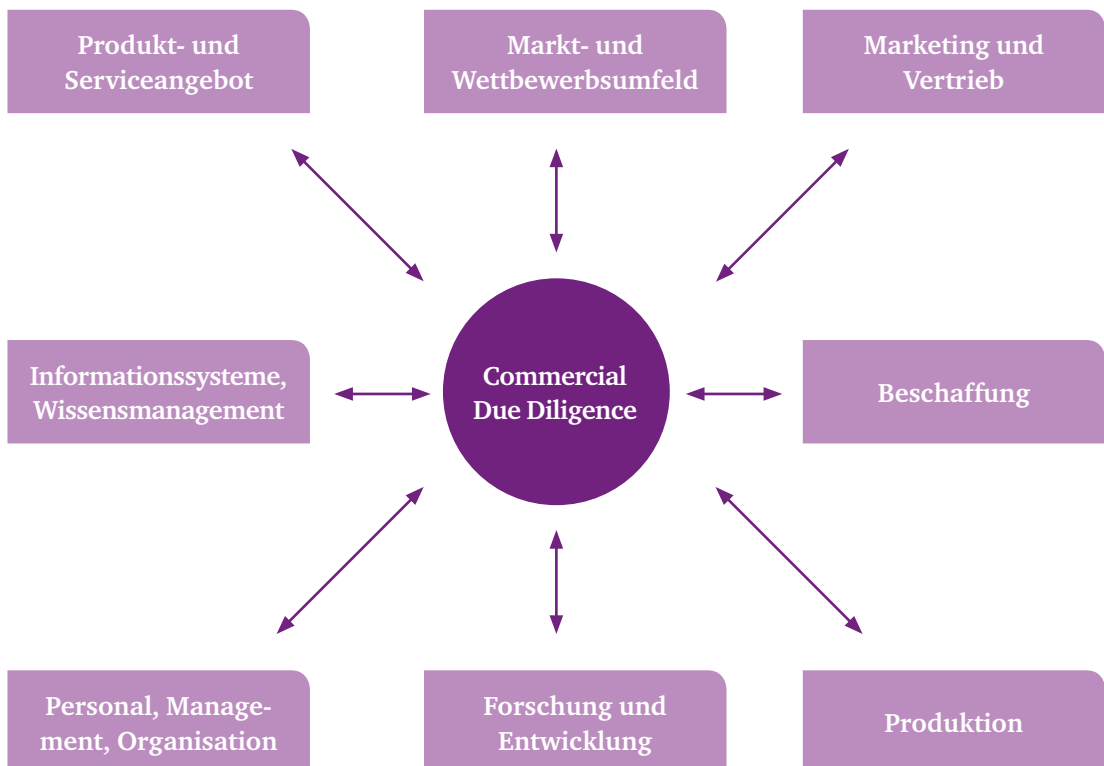 Produkt- und
Serviceangebot
Markt- und
Wettbewerbsumfeld
Marketing und
Vertrieb
Informationssysteme,
Wissensmanagement
Commercial
Due Diligence
Beschaffung
Personal, Manage-
ment, Organisation
Forschung und
Entwicklung
Produktion